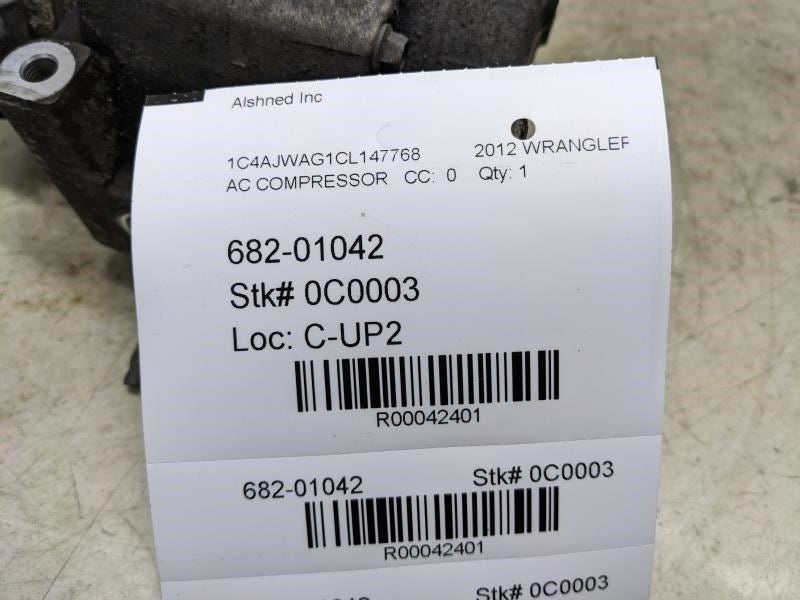 Alshned Inc
1C4AJWAG1CL147768 2012 WRANGLER
AC COMPRESSOR CC: 0 Qty: 1
682-01042
Stk# 0C0003
Loc: C-UP2
R00042401
682-01042 Stk# 0C0003
R00042401
Stk# 0C0003